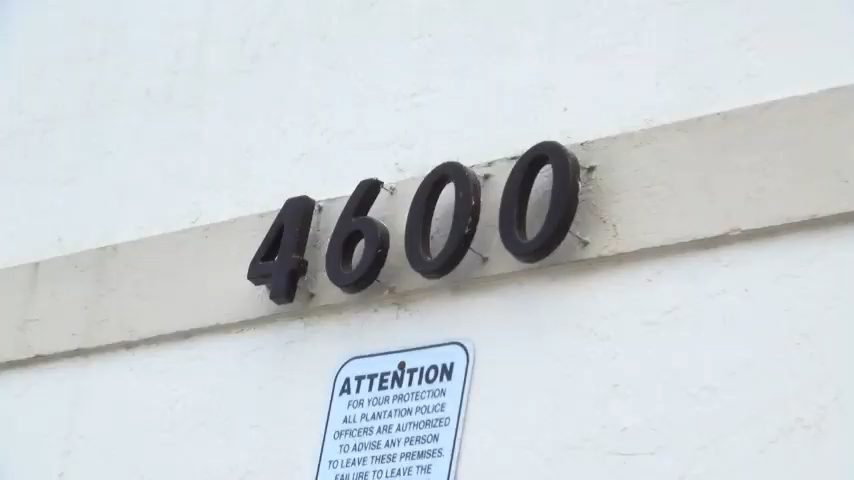 4600
ATTENTION
FOR YOUR PROTECTION
ALL PLANTATION POLICE
OFFICERS ARE AUTHORIZED
TO ADVISE ANY PERSON
TO LEAVE THESE PREMISES.
FAILURE TO LEAVE THE